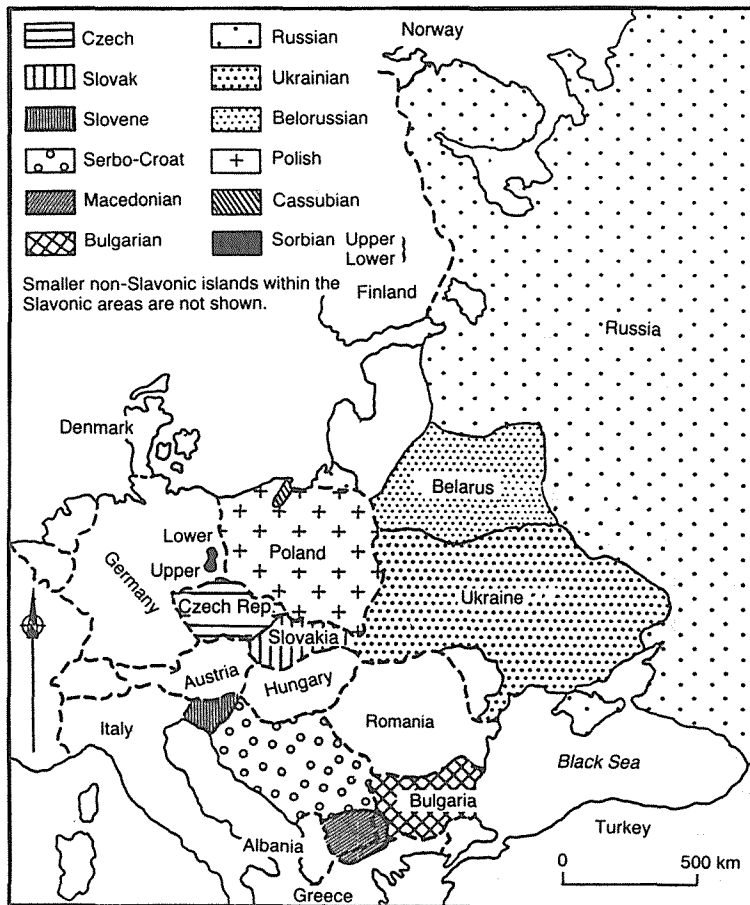 Czech
Slovak
Slovene
Serbo-Croat
Macedonian
Bulgarian
Russian
Ukrainian
Belorussian
Polish
Cassubian
Sorbian Upper
Lower
Smaller non-Slavonic islands within the
Slavonic areas are not shown.
Norway
Finland
Russia
Denmark
Belarus
Lower
Upper
Poland
Germany
Ukraine
Czech Rep.
Slovakia
Austria
Hungary
Romania
Italy
Black Sea
Bulgaria
Albania
Turkey
Greece
0 500 km